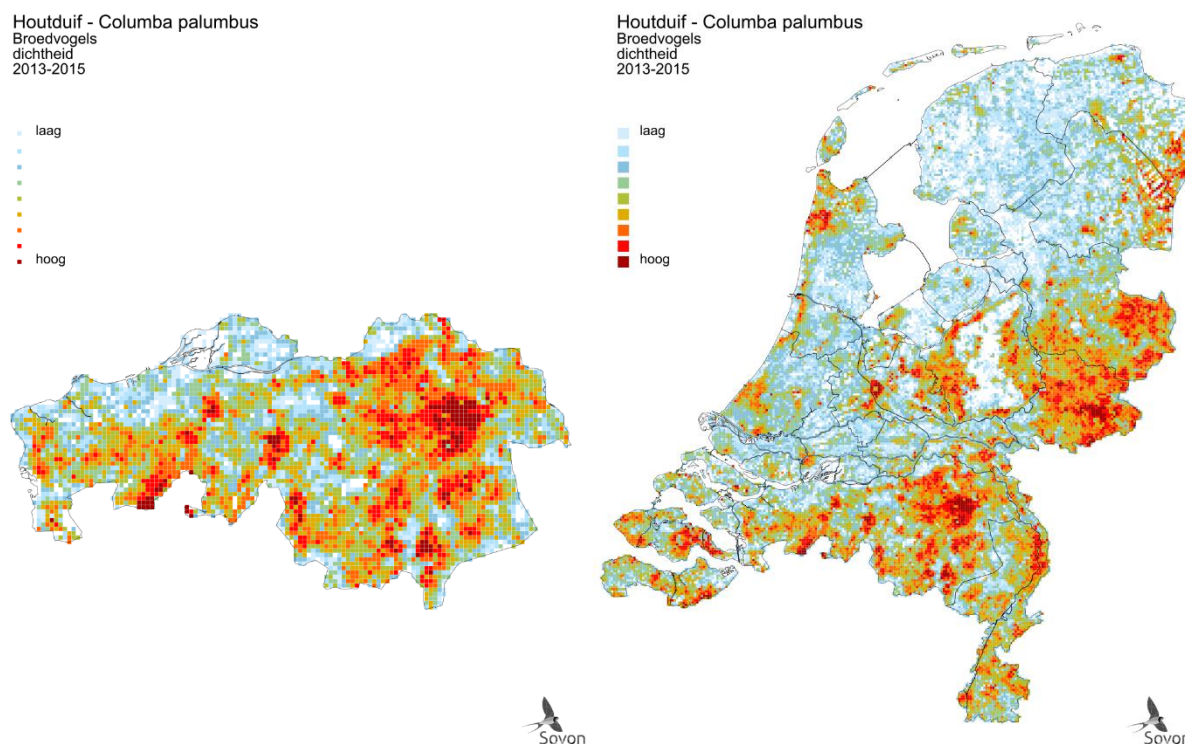 Houtduif - Columba palumbus
Broedvogels
dichtheid
2013-2015
laag
hoog
Sovon
Houtduif - Columba palumbus
Broedvogels
dichtheid
2013-2015
laag
hoog
Sovon